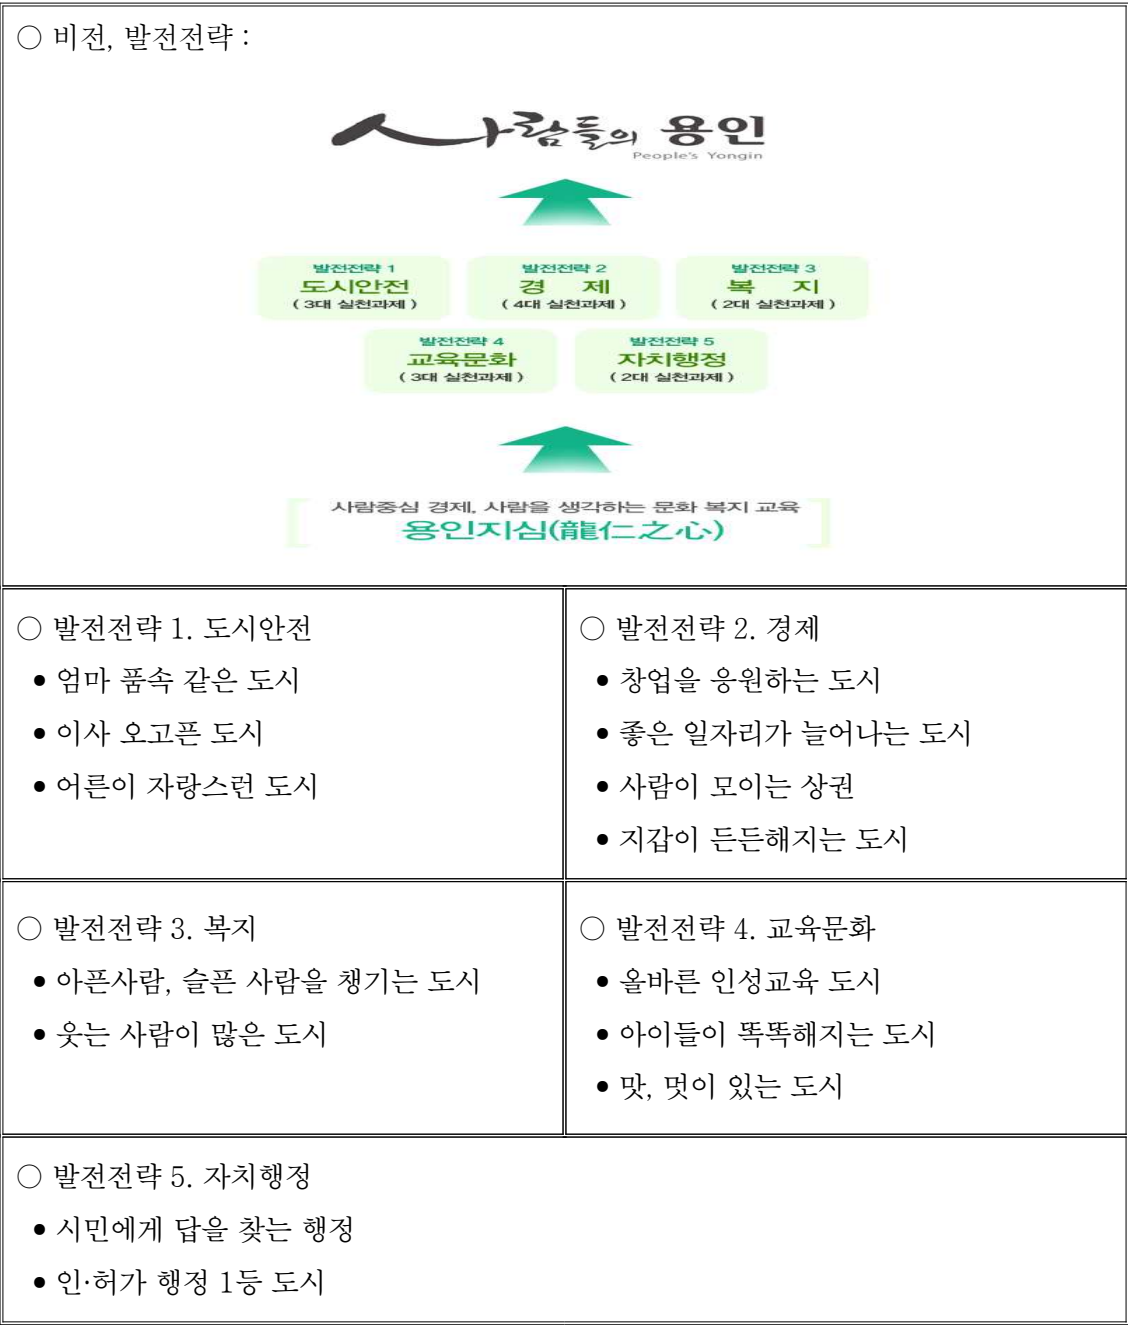 ○ 비전, 발전전략 :
사람들의 용인
People's Yongin
발전전략 1
도시안전
( 3대 실천과제 )
발전전략 2
경 제
( 4대 실천과제 )
발전전략 3
복 지
( 2대 실천과제 )
발전전략 4
교육문화
( 3대 실천과제 )
발전전략 5
자치행정
( 2대 실천과제 )
사람중심 경제, 사람을 생각하는 문화 복지 교육
용인지심(龍仁之心)
○ 발전전략 1. 도시안전
• 엄마 품속 같은 도시
• 이사 오고픈 도시
• 어른이 자랑스런 도시
○ 발전전략 2. 경제
• 창업을 응원하는 도시
• 좋은 일자리가 늘어나는 도시
• 사람이 모이는 상권
• 지갑이 든든해지는 도시
○ 발전전략 3. 복지
• 아픈사람, 슬픈 사람을 챙기는 도시
• 웃는 사람이 많은 도시
○ 발전전략 4. 교육문화
• 올바른 인성교육 도시
• 아이들이 똑똑해지는 도시
• 맛, 멋이 있는 도시
○ 발전전략 5. 자치행정
• 시민에게 답을 찾는 행정
• 인·허가 행정 1등 도시